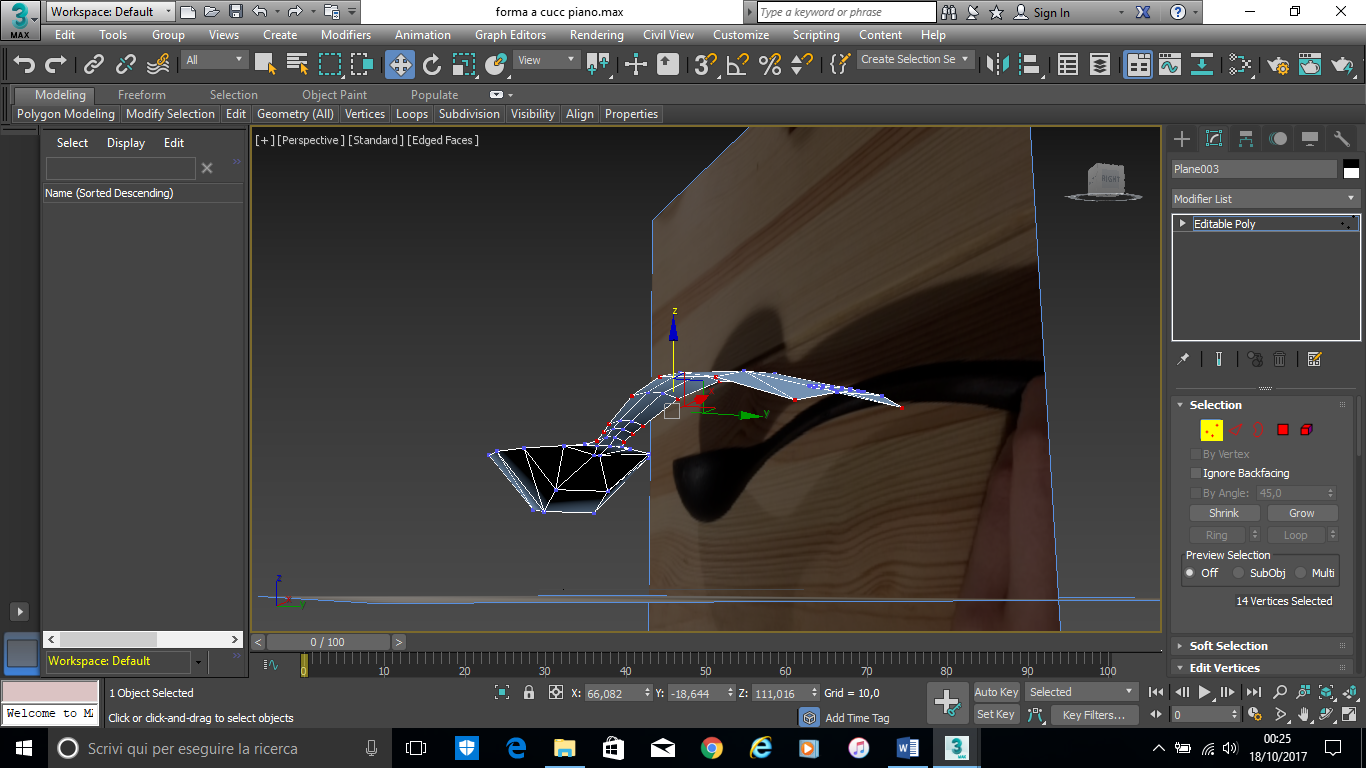 Workspace: Default
forma a cucc piano.max
Type a keyword or phrase
Sign In
MAX
Edit Tools Group Views Create Modifiers Animation Graph Editors Rendering Civil View Customize Scripting Content Help
All
View
Create Selection Se
Modeling Freeform Selection Object Paint Populate
Polygon Modeling Modify Selection Edit Geometry (All) Vertices Loops Subdivision Visibility Align Properties
Select Display Edit
Name (Sorted Descending)
[+] [Perspective ] [Standard ] [Edged Faces ]
RIGHT
z
y
z
Plane003
Modifier List
Editable Poly
Selection
By Vertex
Ignore Backfacing
By Angle: 45,0
Shrink Grow
Ring Loop
Preview Selection
Off SubObj Multi
14 Vertices Selected
Soft Selection
Edit Vertices
0 / 100
Workspace: Default
0 10 20 30 40 50 60 70 80 90 100
1 Object Selected
X: 66,082 Y: -18,644 Z: 111,016 Grid = 10,0
Auto Key Selected
Welcome to MA
Click or click-and-drag to select objects
Add Time Tag
Set Key Key Filters...
0
Scrivi qui per eseguire la ricerca
00:25
18/10/2017